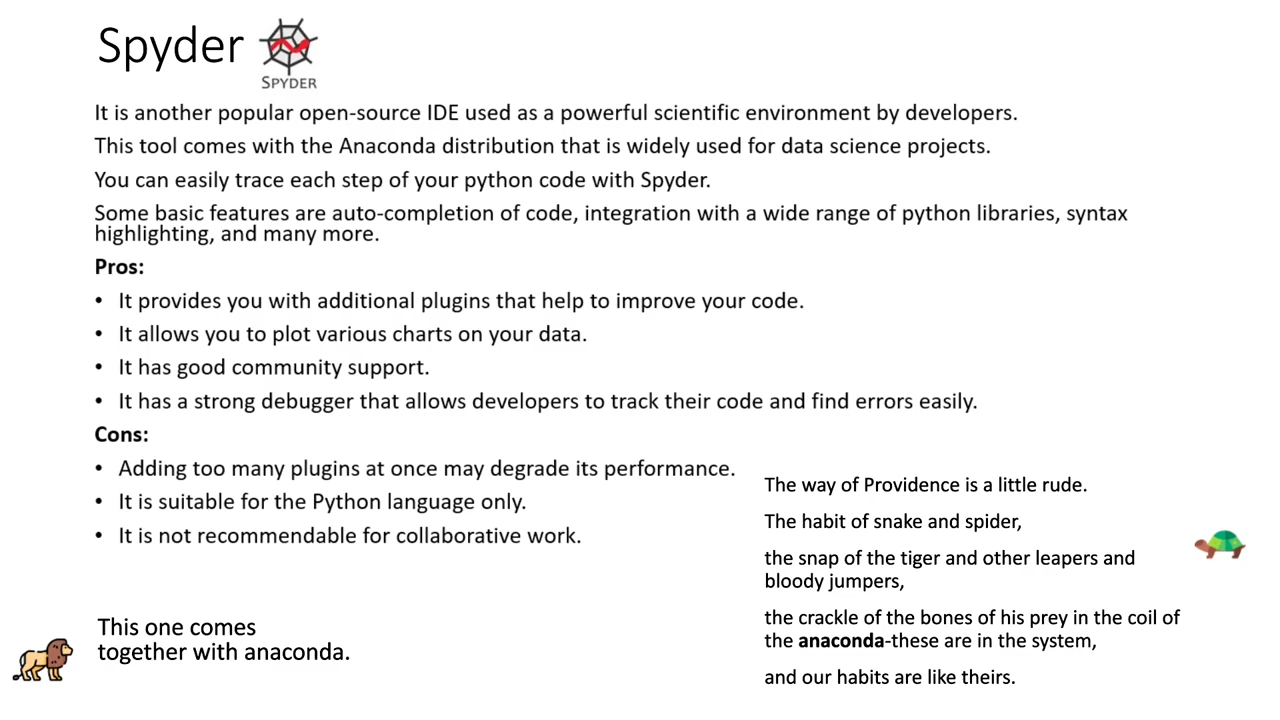 Spyder
SPYDER
It is another popular open-source IDE used as a powerful scientific environment by developers.
This tool comes with the Anaconda distribution that is widely used for data science projects.
You can easily trace each step of your python code with Spyder.
Some basic features are auto-completion of code, integration with a wide range of python libraries, syntax
highlighting, and many more.
Pros:
• It provides you with additional plugins that help to improve your code.
• It allows you to plot various charts on your data.
• It has good community support.
• It has a strong debugger that allows developers to track their code and find errors easily.
Cons:
• Adding too many plugins at once may degrade its performance.
• It is suitable for the Python language only.
• It is not recommendable for collaborative work.
This one comes
together with anaconda.
The way of Providence is a little rude.
The habit of snake and spider,
the snap of the tiger and other leapers and
bloody jumpers,
the crackle of the bones of his prey in the coil of
the anaconda-these are in the system,
and our habits are like theirs.